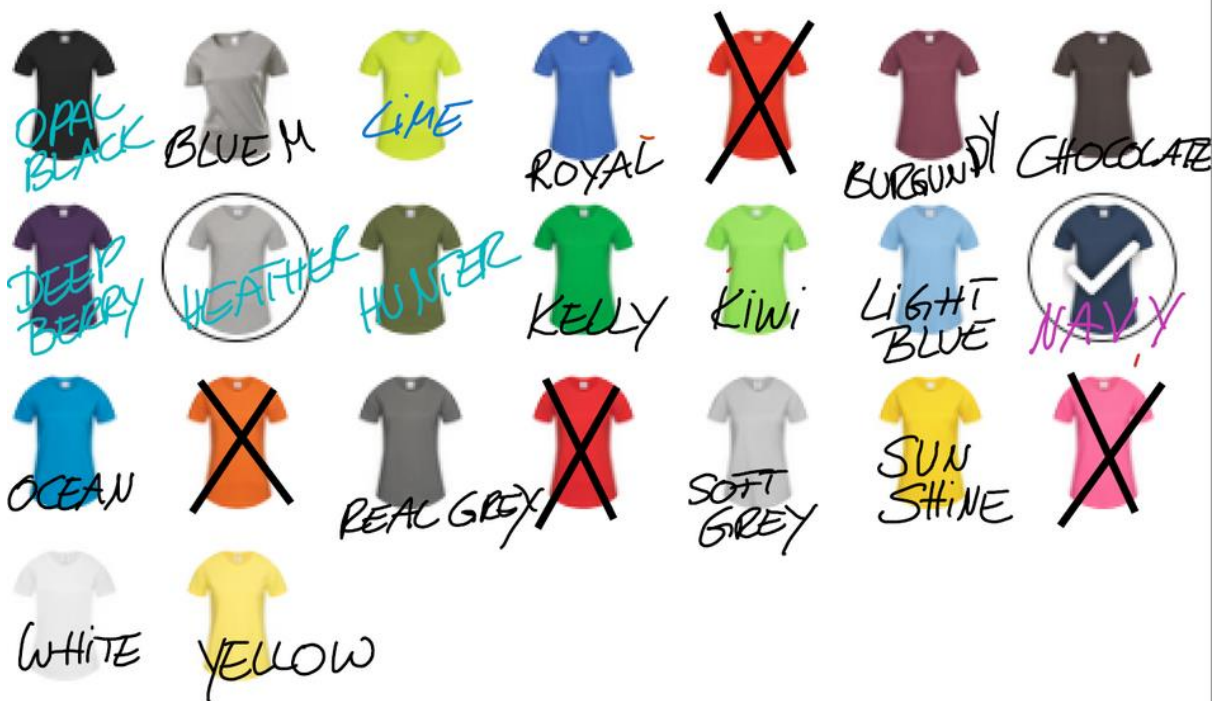 OPAL
BLACK
BLUE M
LiME
ROYAL
BURGUNDY
CHOCOLATE
DEEP
BERRY
HEATHER
HUNTER
KELLY
KiWi
LiGHT
BLUE
NAVY
OCEAN
REAL GREY
SOFT
GREY
SUN
SHiNE
WHiTE
YELLOW